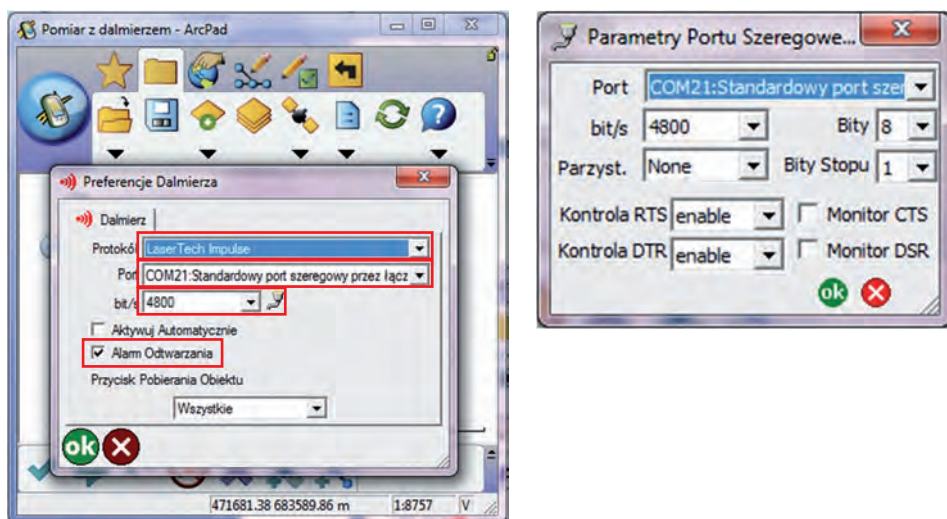 Pomiar z dalmierzem - ArcPad
Preferencje Dalmierza
Dalmierz
Protokół LaserTech Impulse
Port COM21:Standardowy port szeregowy przez łącz
bit/s 4800
Aktywuj Automatycznie
Alarm Odtwarzania
Przycisk Pobierania Obiektu
Wszystkie
ok
471681.38 683589.86 m 1:8757 V
Parametry Portu Szeregowe...
Port COM21:Standardowy port szer
bit/s 4800 Bity 8
Parzyst. None Bity Stopu 1
Kontrola RTS enable Monitor CTS
Kontrola DTR enable Monitor DSR
ok